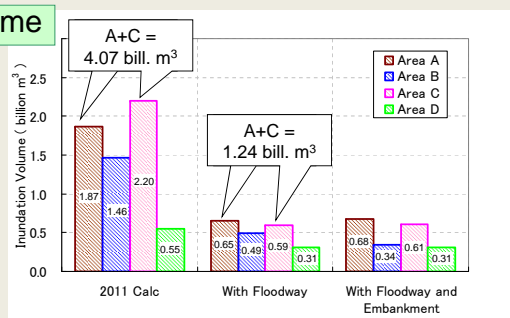 me
A+C =
4.07 bill. m³
A+C =
1.24 bill. m³
Inundation Volume ( billion m³ )
2.5
2.0
1.5
1.0
0.5
0.0
Area A
Area B
Area C
Area D
1.87
1.46
2.20
0.55
0.65
0.49
0.59
0.31
0.68
0.34
0.61
0.31
2011 Calc
With Floodway
With Floodway and
Embankment